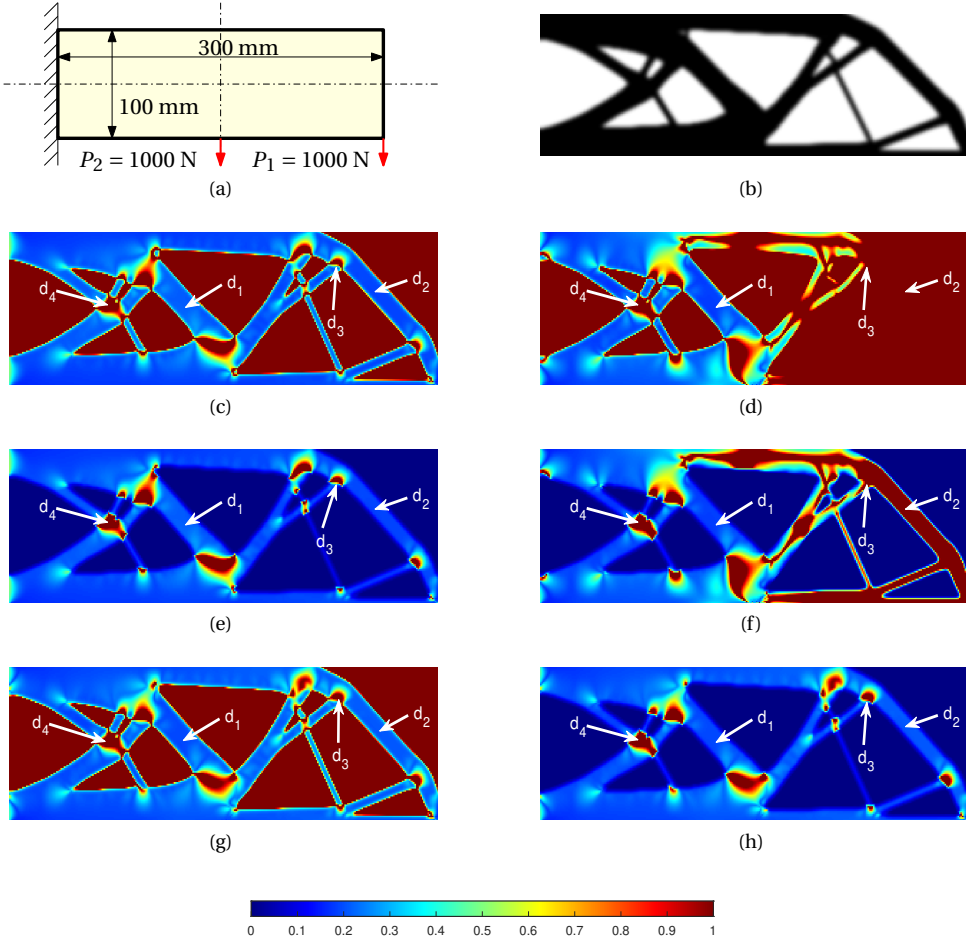 300 mm
100 mm
P₂ = 1000 N
P₁ = 1000 N
(a)
(b)
d₁
d₂
d₃
d₄
(c)
d₁
d₂
d₃
d₄
(d)
d₁
d₂
d₃
d₄
(e)
d₁
d₂
d₃
d₄
(f)
d₁
d₂
d₃
d₄
(g)
d₁
d₂
d₃
d₄
(h)
0 0.1 0.2 0.3 0.4 0.5 0.6 0.7 0.8 0.9 1